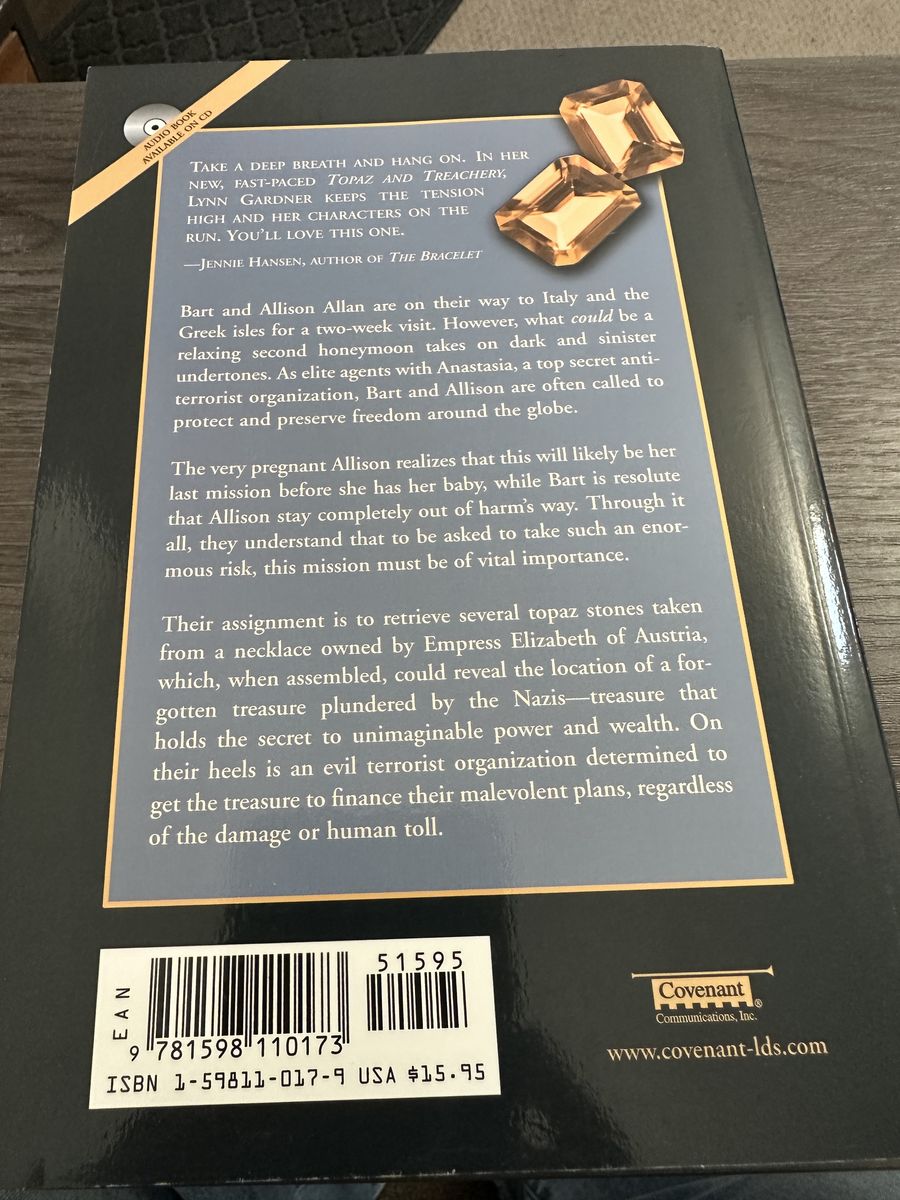 AUDIO BOOK
AVAILABLE ON CD
TAKE A DEEP BREATH AND HANG ON. IN HER
NEW, FAST-PACED TOPAZ AND TREACHERY,
LYNN GARDNER KEEPS THE TENSION
HIGH AND HER CHARACTERS ON THE
RUN. YOU'LL LOVE THIS ONE.
—JENNIE HANSEN, AUTHOR OF THE BRACELET
Bart and Allison Allan are on their way to Italy and the
Greek isles for a two-week visit. However, what could be a
relaxing second honeymoon takes on dark and sinister
undertones. As elite agents with Anastasia, a top secret anti-
terrorist organization, Bart and Allison are often called to
protect and preserve freedom around the globe.
The very pregnant Allison realizes that this will likely be her
last mission before she has her baby, while Bart is resolute
that Allison stay completely out of harm's way. Through it
all, they understand that to be asked to take such an enor-
mous risk, this mission must be of vital importance.
Their assignment is to retrieve several topaz stones taken
from a necklace owned by Empress Elizabeth of Austria,
which, when assembled, could reveal the location of a for-
gotten treasure plundered by the Nazis—treasure that
holds the secret to unimaginable power and wealth. On
their heels is an evil terrorist organization determined to
get the treasure to finance their malevolent plans, regardless
of the damage or human toll.
EAN
51595
9 781598 110173
ISBN 1-59811-017-9 USA $15.95
Covenant®
Communications, Inc.
www.covenant-lds.com